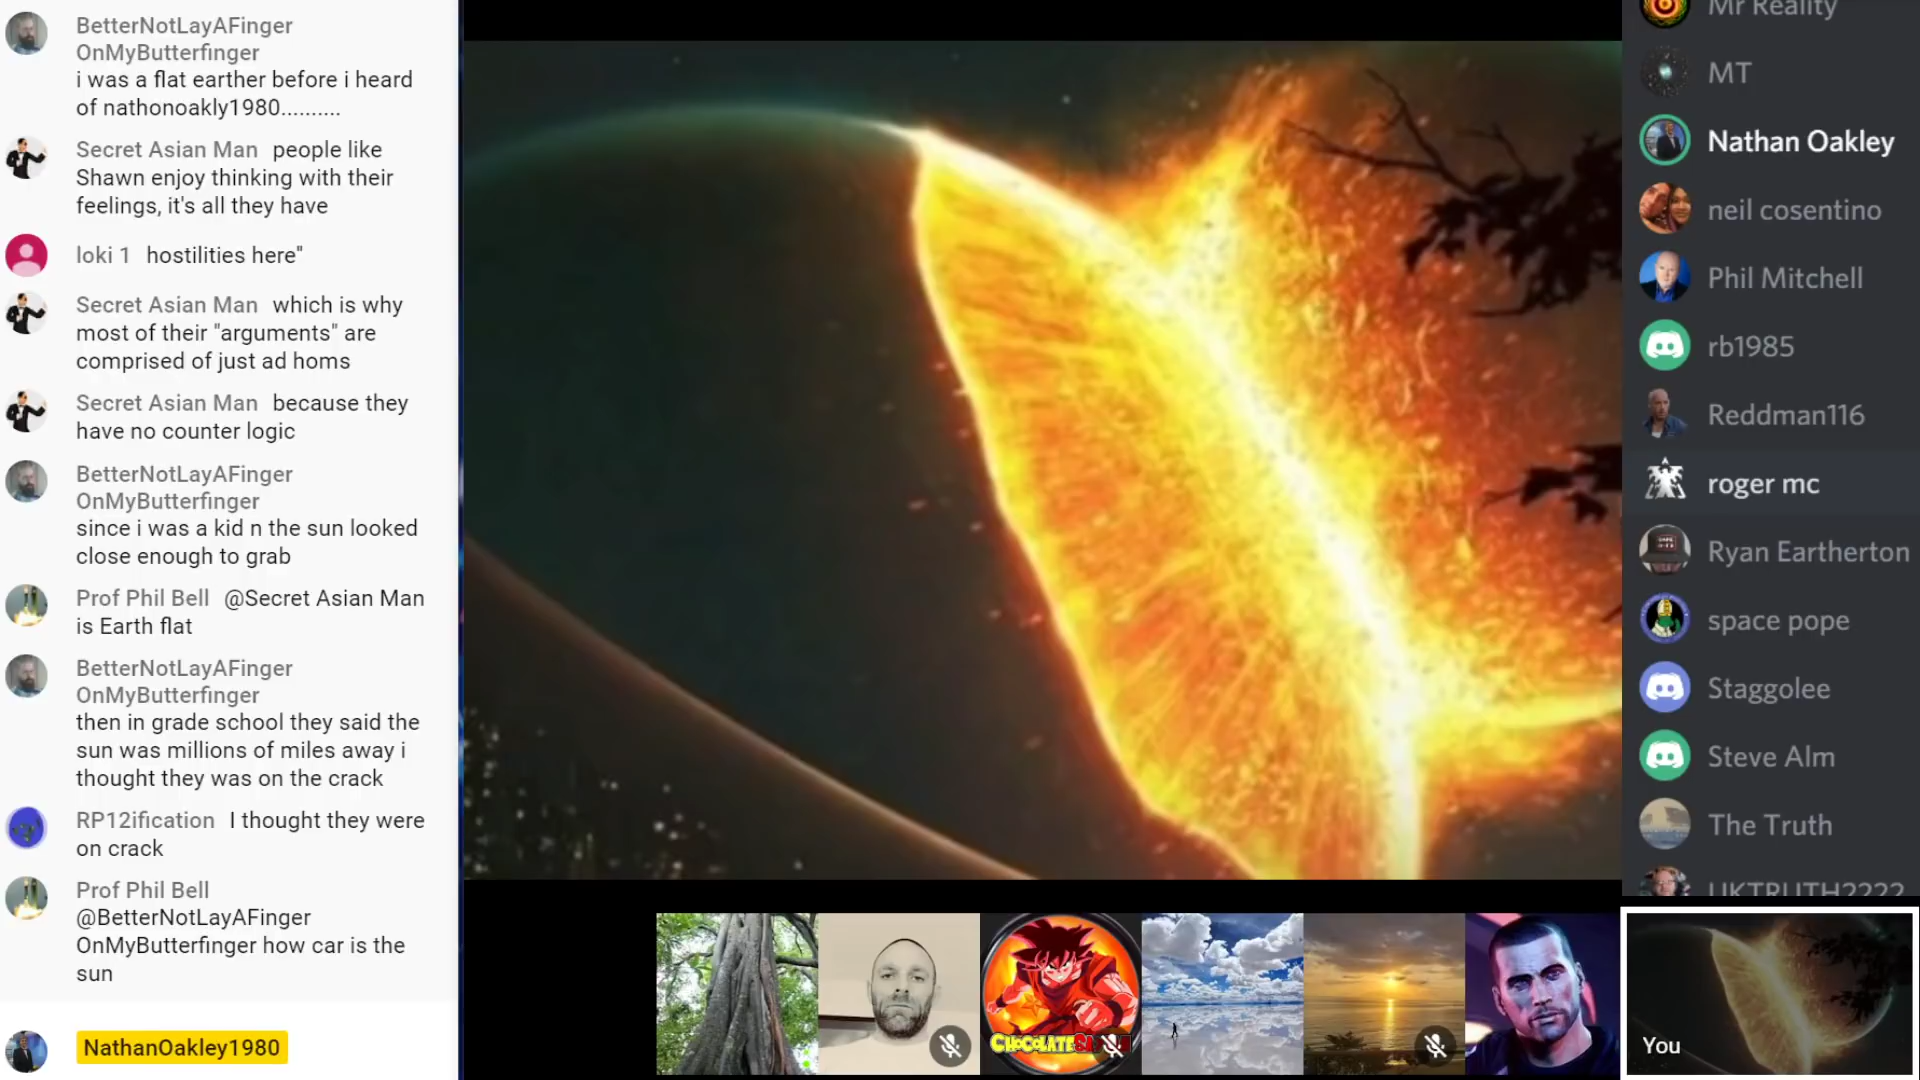 BetterNotLayAFinger
OnMyButterfinger
i was a flat earther before i heard
of nathonoakly1980..........
Secret Asian Man people like
Shawn enjoy thinking with their
feelings, it's all they have
loki 1 hostilities here"
Secret Asian Man which is why
most of their "arguments" are
comprised of just ad homs
Secret Asian Man because they
have no counter logic
BetterNotLayAFinger
OnMyButterfinger
since i was a kid n the sun looked
close enough to grab
Prof Phil Bell @Secret Asian Man
is Earth flat
BetterNotLayAFinger
OnMyButterfinger
then in grade school they said the
sun was millions of miles away i
thought they was on the crack
RP12ification I thought they were
on crack
Prof Phil Bell
@BetterNotLayAFinger
OnMyButterfinger how car is the
sun
NathanOakley1980
Mr Reality
MT
Nathan Oakley
neil cosentino
Phil Mitchell
rb1985
Reddman116
roger mc
Ryan Eartherton
space pope
Staggolee
Steve Alm
The Truth
UKTRUTH2222
You